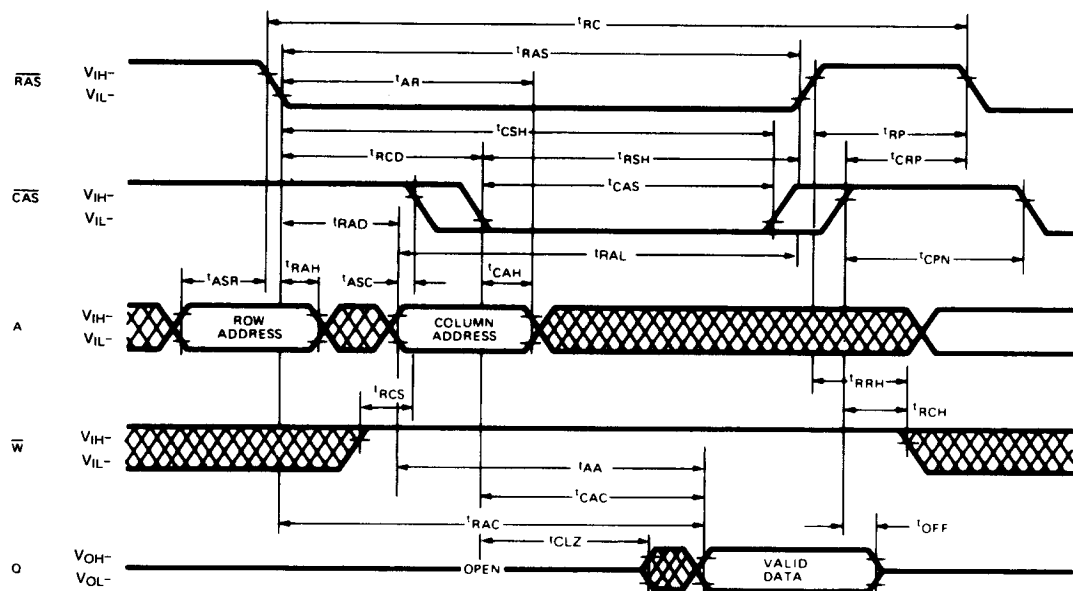 tRC
tRAS
RAS
VIH-
VIL-
tAR
tCSH
tRP
tRCD
tRSH
tCRP
CAS
VIH-
VIL-
tCAS
tRAD
tRAL
tCPN
tASR
tRAH
tASC
tCAH
A
VIH-
VIL-
ROW
ADDRESS
COLUMN
ADDRESS
tRRH
tRCS
tRCH
W
VIH-
VIL-
tAA
tCAC
tRAC
tOFF
tCLZ
Q
VOH-
VOL-
OPEN
VALID
DATA